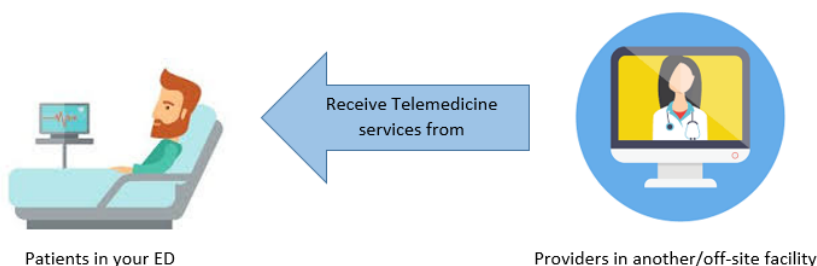 Receive Telemedicine
services from
Patients in your ED
Providers in another/off-site facility